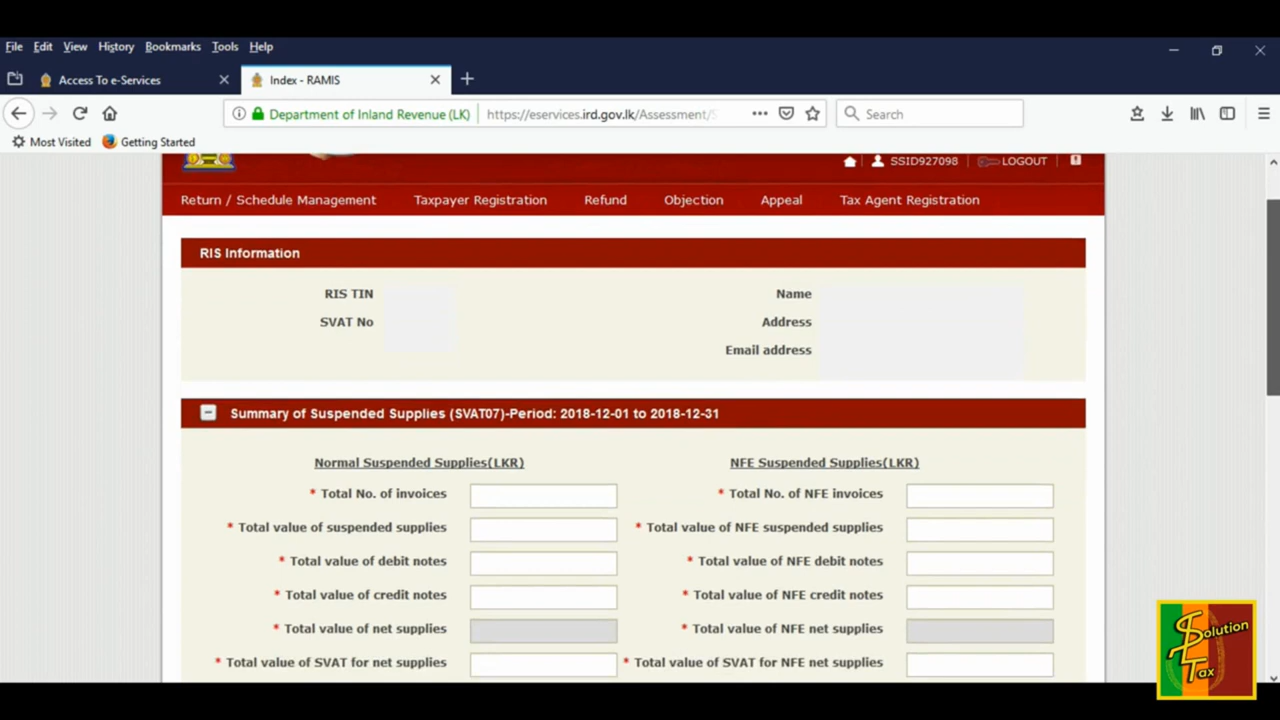 File Edit View History Bookmarks Tools Help
Access To e-Services
Index - RAMIS
Department of Inland Revenue (LK)
https://eservices.ird.gov.lk/Assessment/S
Search
Most Visited
Getting Started
SSID927098
LOGOUT
Return / Schedule Management
Taxpayer Registration
Refund
Objection
Appeal
Tax Agent Registration
RIS Information
RIS TIN
Name
SVAT No
Address
Email address
Summary of Suspended Supplies (SVAT07)-Period: 2018-12-01 to 2018-12-31
Normal Suspended Supplies(LKR)
NFE Suspended Supplies(LKR)
* Total No. of invoices
* Total No. of NFE invoices
* Total value of suspended supplies
* Total value of NFE suspended supplies
* Total value of debit notes
* Total value of NFE debit notes
* Total value of credit notes
* Total value of NFE credit notes
* Total value of net supplies
* Total value of NFE net supplies
* Total value of SVAT for net supplies
* Total value of SVAT for NFE net supplies
Solution
Tax